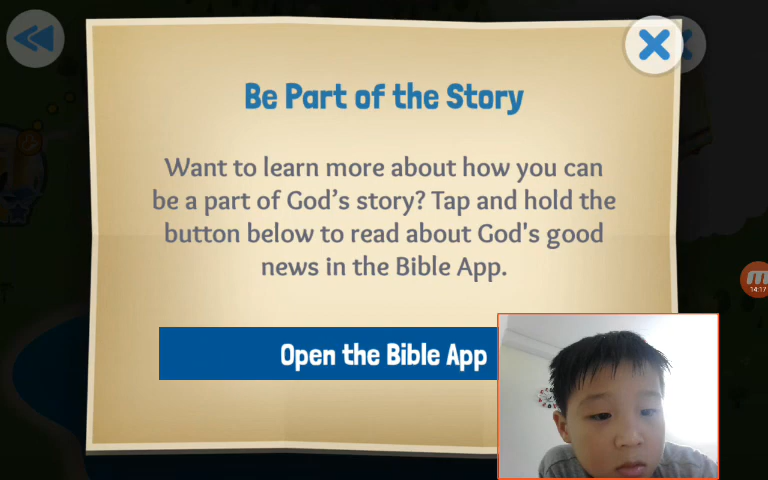 Be Part of the Story
Want to learn more about how you can
be a part of God's story? Tap and hold the
button below to read about God's good
news in the Bible App.
14:17
Open the Bible App